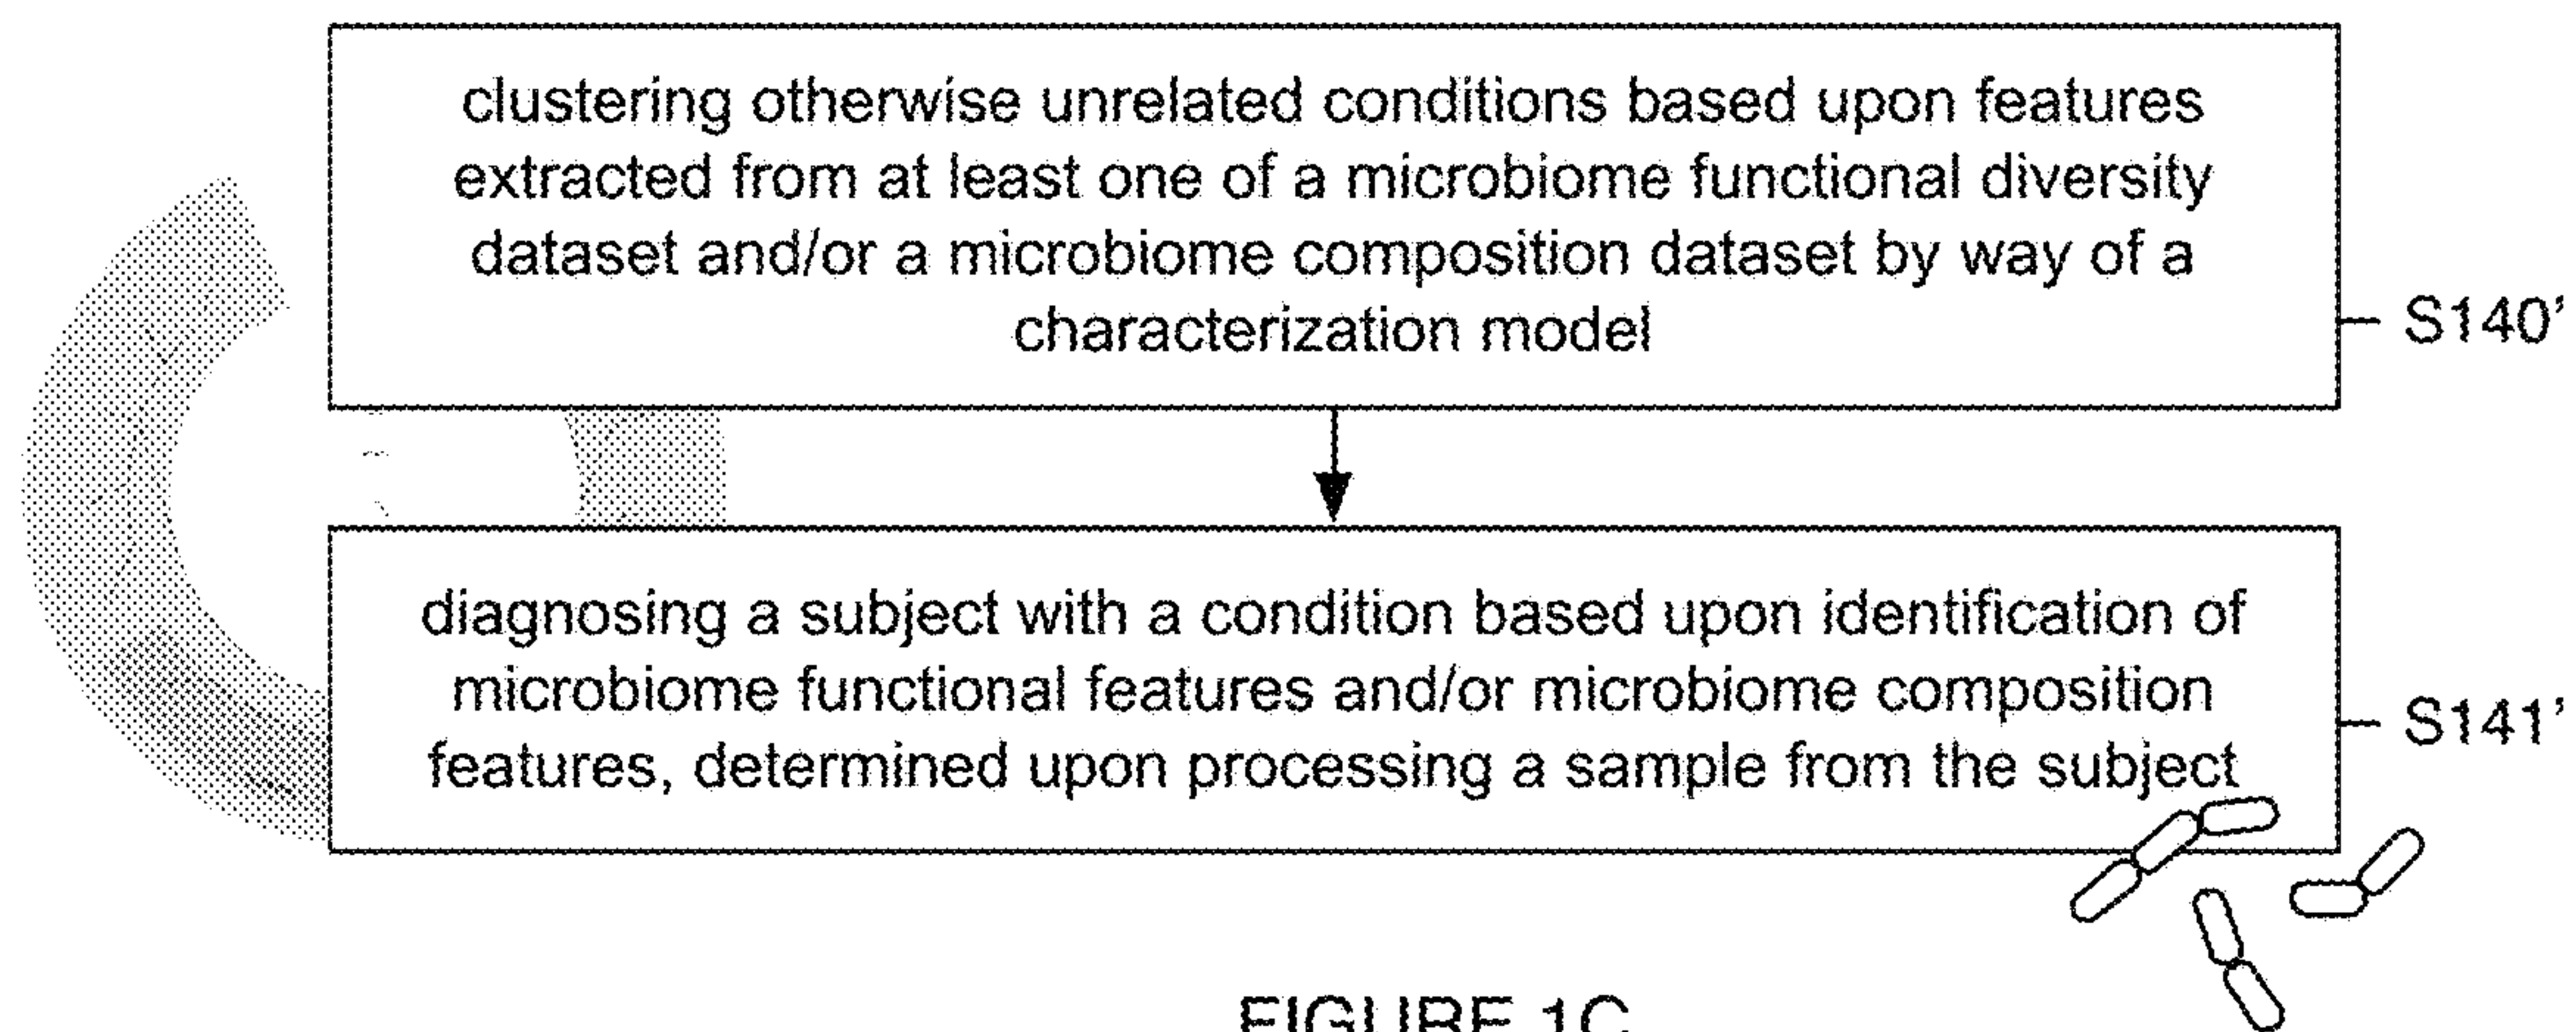 clustering otherwise unrelated conditions based upon features
extracted from at least one of a microbiome functional diversity
dataset and/or a microbiome composition dataset by way of a
characterization model
S140’
diagnosing a subject with a condition based upon identification of
microbiome functional features and/or microbiome composition
features, determined upon processing a sample from the subject
S141’
FIGURE 1C